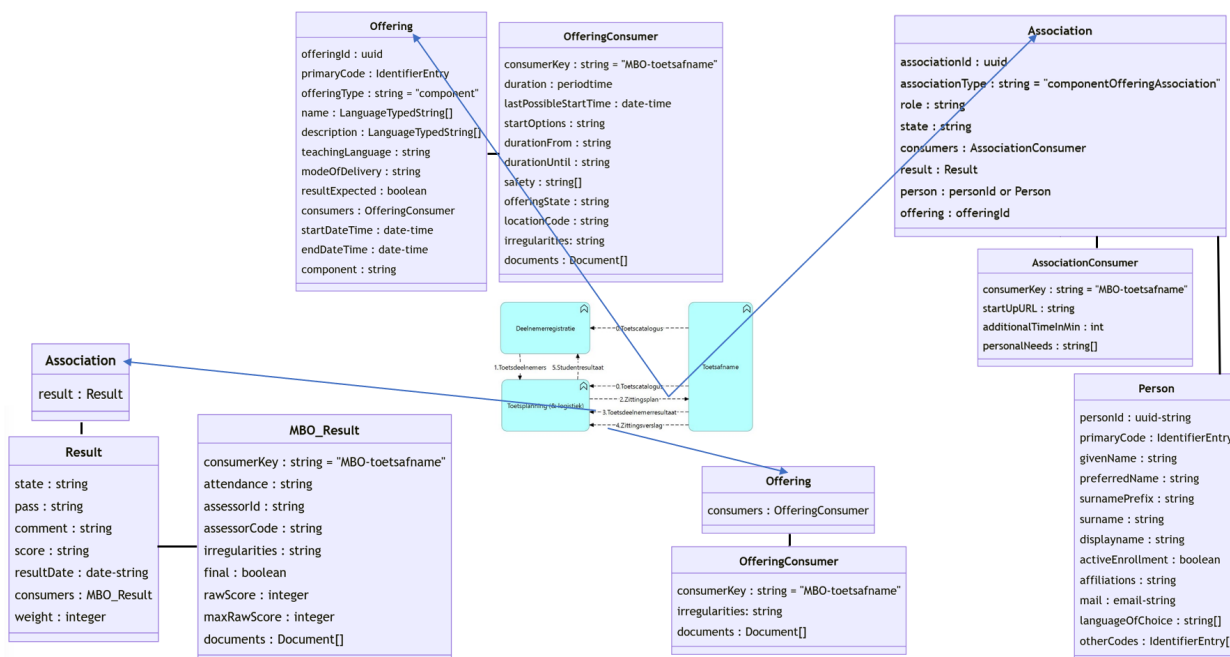 Offering
offeringId : uuid
primaryCode : IdentifierEntry
offeringType : string = "component"
name : LanguageTypedString[]
description : LanguageTypedString[]
teachingLanguage : string
modeOfDelivery : string
resultExpected : boolean
consumers : OfferingConsumer
startDateTime : date-time
endDateTime : date-time
component : string
OfferingConsumer
consumerKey : string = "MBO-toetsafname"
duration : periodtime
lastPossibleStartTime : date-time
startOptions : string
durationFrom : string
durationUntil : string
safety : string[]
offeringState : string
locationCode : string
irregularities: string
documents : Document[]
Association
associationId : uuid
associationType : string = "componentOfferingAssociation"
role : string
state : string
consumers : AssociationConsumer
result : Result
person : personId or Person
offering : offeringId
AssociationConsumer
consumerKey : string = "MBO-toetsafname"
startUpURL : string
additionalTimeInMin : int
personalNeeds : string[]
Deelnemerregistratie
0.Toetscatalogus
Toetsafname
1.Toetsdeelnemers
5.Studentresultaat
Toetsplanning (& logistiek)
0.Toetscatalogus
2.Zittingsplan
3.Toetsdeelnemerresultaat
4.Zittingsverslag
Association
result : Result
Result
state : string
pass : string
comment : string
score : string
resultDate : date-string
consumers : MBO_Result
weight : integer
MBO_Result
consumerKey : string = "MBO-toetsafname"
attendance : string
assessorId : string
assessorCode : string
irregularities : string
final : boolean
rawScore : integer
maxRawScore : integer
documents : Document[]
Offering
consumers : OfferingConsumer
OfferingConsumer
consumerKey : string = "MBO-toetsafname"
irregularities: string
documents : Document[]
Person
personId : uuid-string
primaryCode : IdentifierEntry
givenName : string
preferredName : string
surnamePrefix : string
surname : string
displayname : string
activeEnrollment : boolean
affiliations : string
mail : email-string
languageOfChoice : string[]
otherCodes : IdentifierEntry[